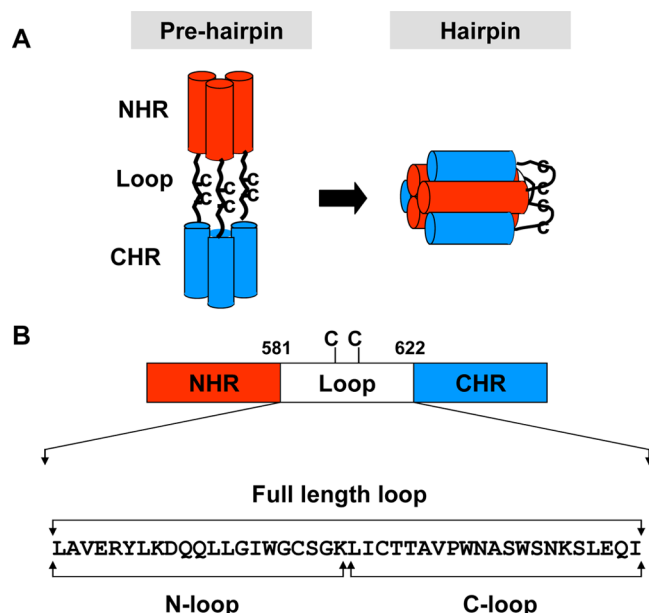 A
Pre-hairpin
Hairpin
NHR
Loop
CHR
C
C
C
C
C
C
C
C
C
C
B
581
C C
622
NHR
Loop
CHR
Full length loop
LAVERYLKDQQLLGIWGCSGKLICTTAVPWNASWSNKSLEQI
N-loop
C-loop